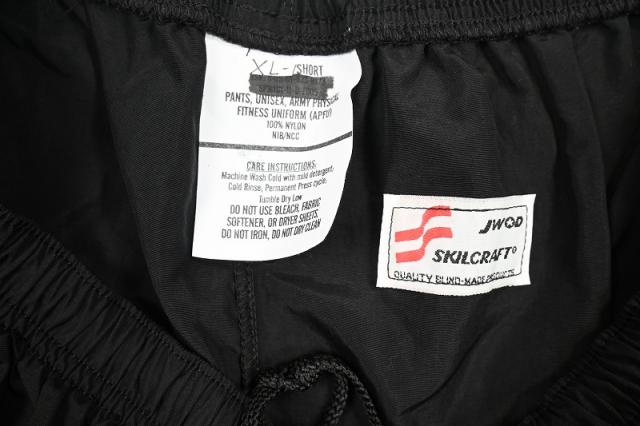 XL-/SHORT
PANTS, UNISEX, ARMY PHYSICAL
FITNESS UNIFORM (APFU)
100% NYLON
NIB/NCC
CARE INSTRUCTIONS:
Machine Wash Cold with mild detergent,
Cold Rinse, Permanent Press cycle;
Tumble Dry Low
DO NOT USE BLEACH, FABRIC
SOFTENER, OR DRYER SHEETS,
DO NOT IRON, DO NOT DRY CLEAN.
JWOD
SKILCRAFT®
QUALITY BLIND-MADE PRODUCTS